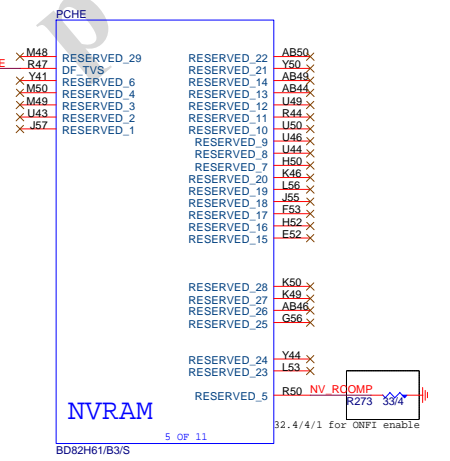 PCHE
M48 RESERVED_29 RESERVED_22 AB50
E R47 DF_TVS RESERVED_21 Y50
Y41 RESERVED_6 RESERVED_14 AB49
M50 RESERVED_4 RESERVED_13 AB44
M49 RESERVED_3 RESERVED_12 U49
U43 RESERVED_2 RESERVED_11 R44
J57 RESERVED_1 RESERVED_10 U50
RESERVED_9 U46
RESERVED_8 U44
RESERVED_7 H50
RESERVED_20 K46
RESERVED_19 L56
RESERVED_18 J55
RESERVED_17 F53
RESERVED_16 H52
RESERVED_15 E52
RESERVED_28 K50
RESERVED_27 K49
RESERVED_26 AB46
RESERVED_25 G56
RESERVED_24 Y44
RESERVED_23 L53
RESERVED_5 R50 NV_RCOMP
R273 33/4
NVRAM
32.4/4/1 for ONFI enable
5 OF 11
BD82H61/B3/S